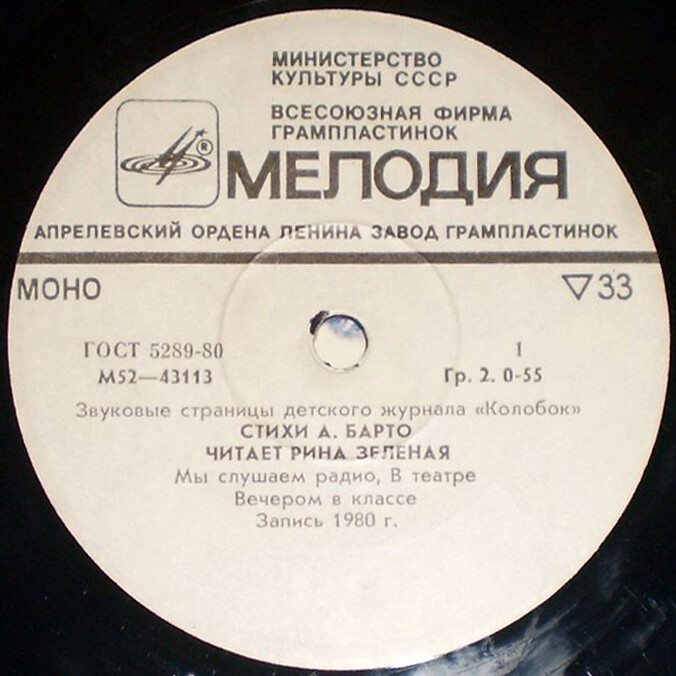 МИНИСТЕРСТВО
КУЛЬТУРЫ СССР
ВСЕСОЮЗНАЯ ФИРМА
ГРАМПЛАСТИНОК
®
МЕЛОДИЯ
АПРЕЛЕВСКИЙ ОРДЕНА ЛЕНИНА ЗАВОД ГРАМПЛАСТИНОК
МОНО ▽33
ГОСТ 5289-80 1
М52—43113 Гр. 2. 0-55
Звуковые страницы детского журнала «Колобок»
СТИХИ А. БАРТО
ЧИТАЕТ РИНА ЗЕЛЕНАЯ
Мы слушаем радио, В театре
Вечером в классе
Запись 1980 г.